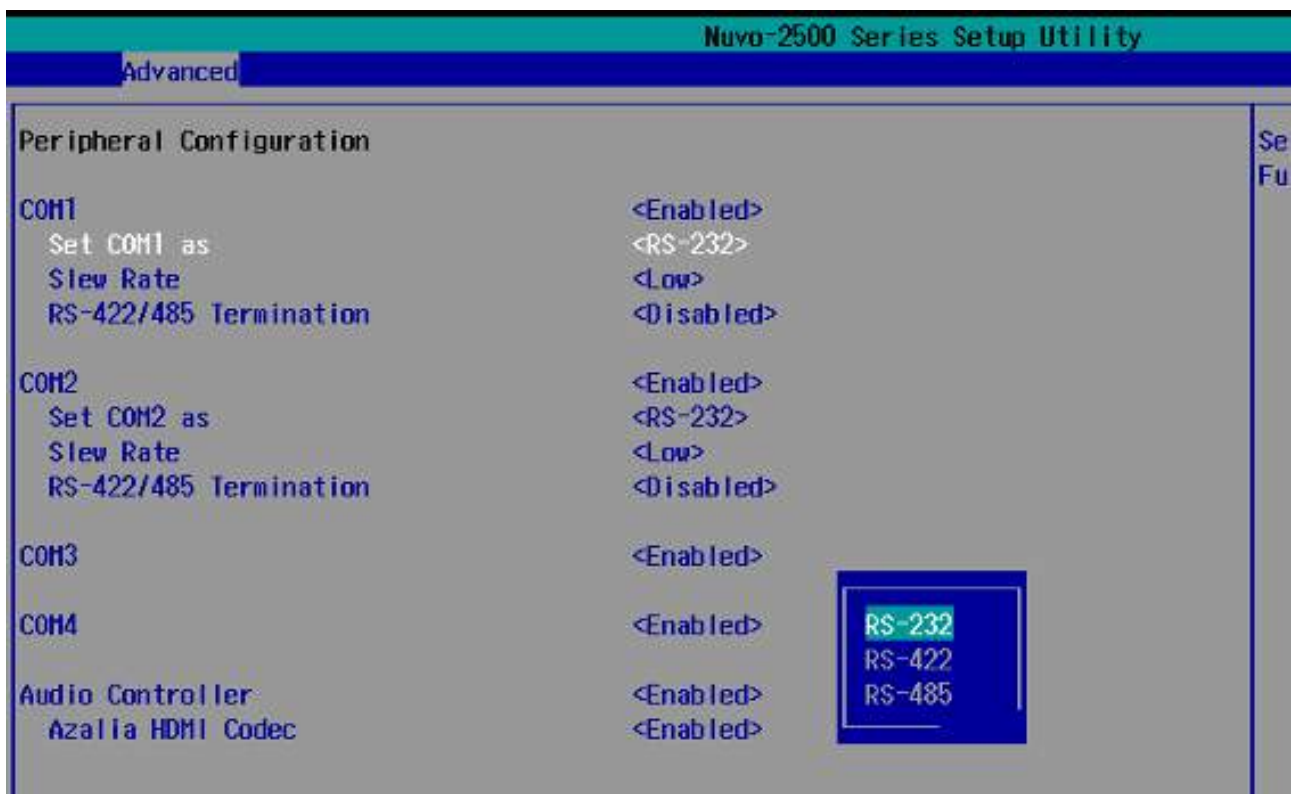 Nuvo-2500 Series Setup Utility
Advanced
Peripheral Configuration
Se
Fu
COM1 <Enabled>
Set COM1 as <RS-232>
Slew Rate <Low>
RS-422/485 Termination <Disabled>
COM2 <Enabled>
Set COM2 as <RS-232>
Slew Rate <Low>
RS-422/485 Termination <Disabled>
COM3 <Enabled>
COM4 <Enabled>
Audio Controller <Enabled>
Azalia HDMI Codec <Enabled>
RS-232
RS-422
RS-485